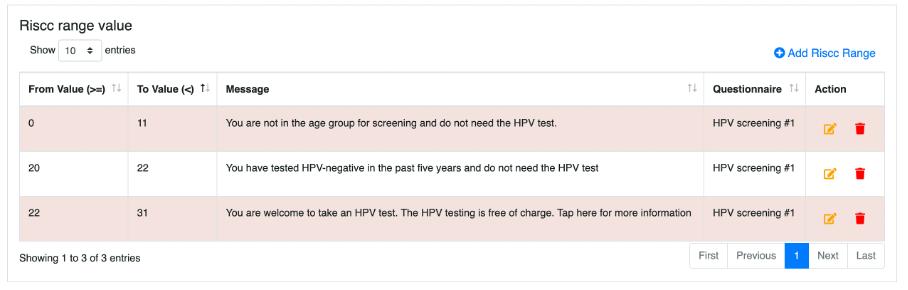 Riscc range value
Show 10 entries
Add Riscc Range
From Value (>=) To Value (<) Message Questionnaire Action
0 11 You are not in the age group for screening and do not need the HPV test. HPV screening #1
20 22 You have tested HPV-negative in the past five years and do not need the HPV test HPV screening #1
22 31 You are welcome to take an HPV test. The HPV testing is free of charge. Tap here for more information HPV screening #1
Showing 1 to 3 of 3 entries
First Previous 1 Next Last